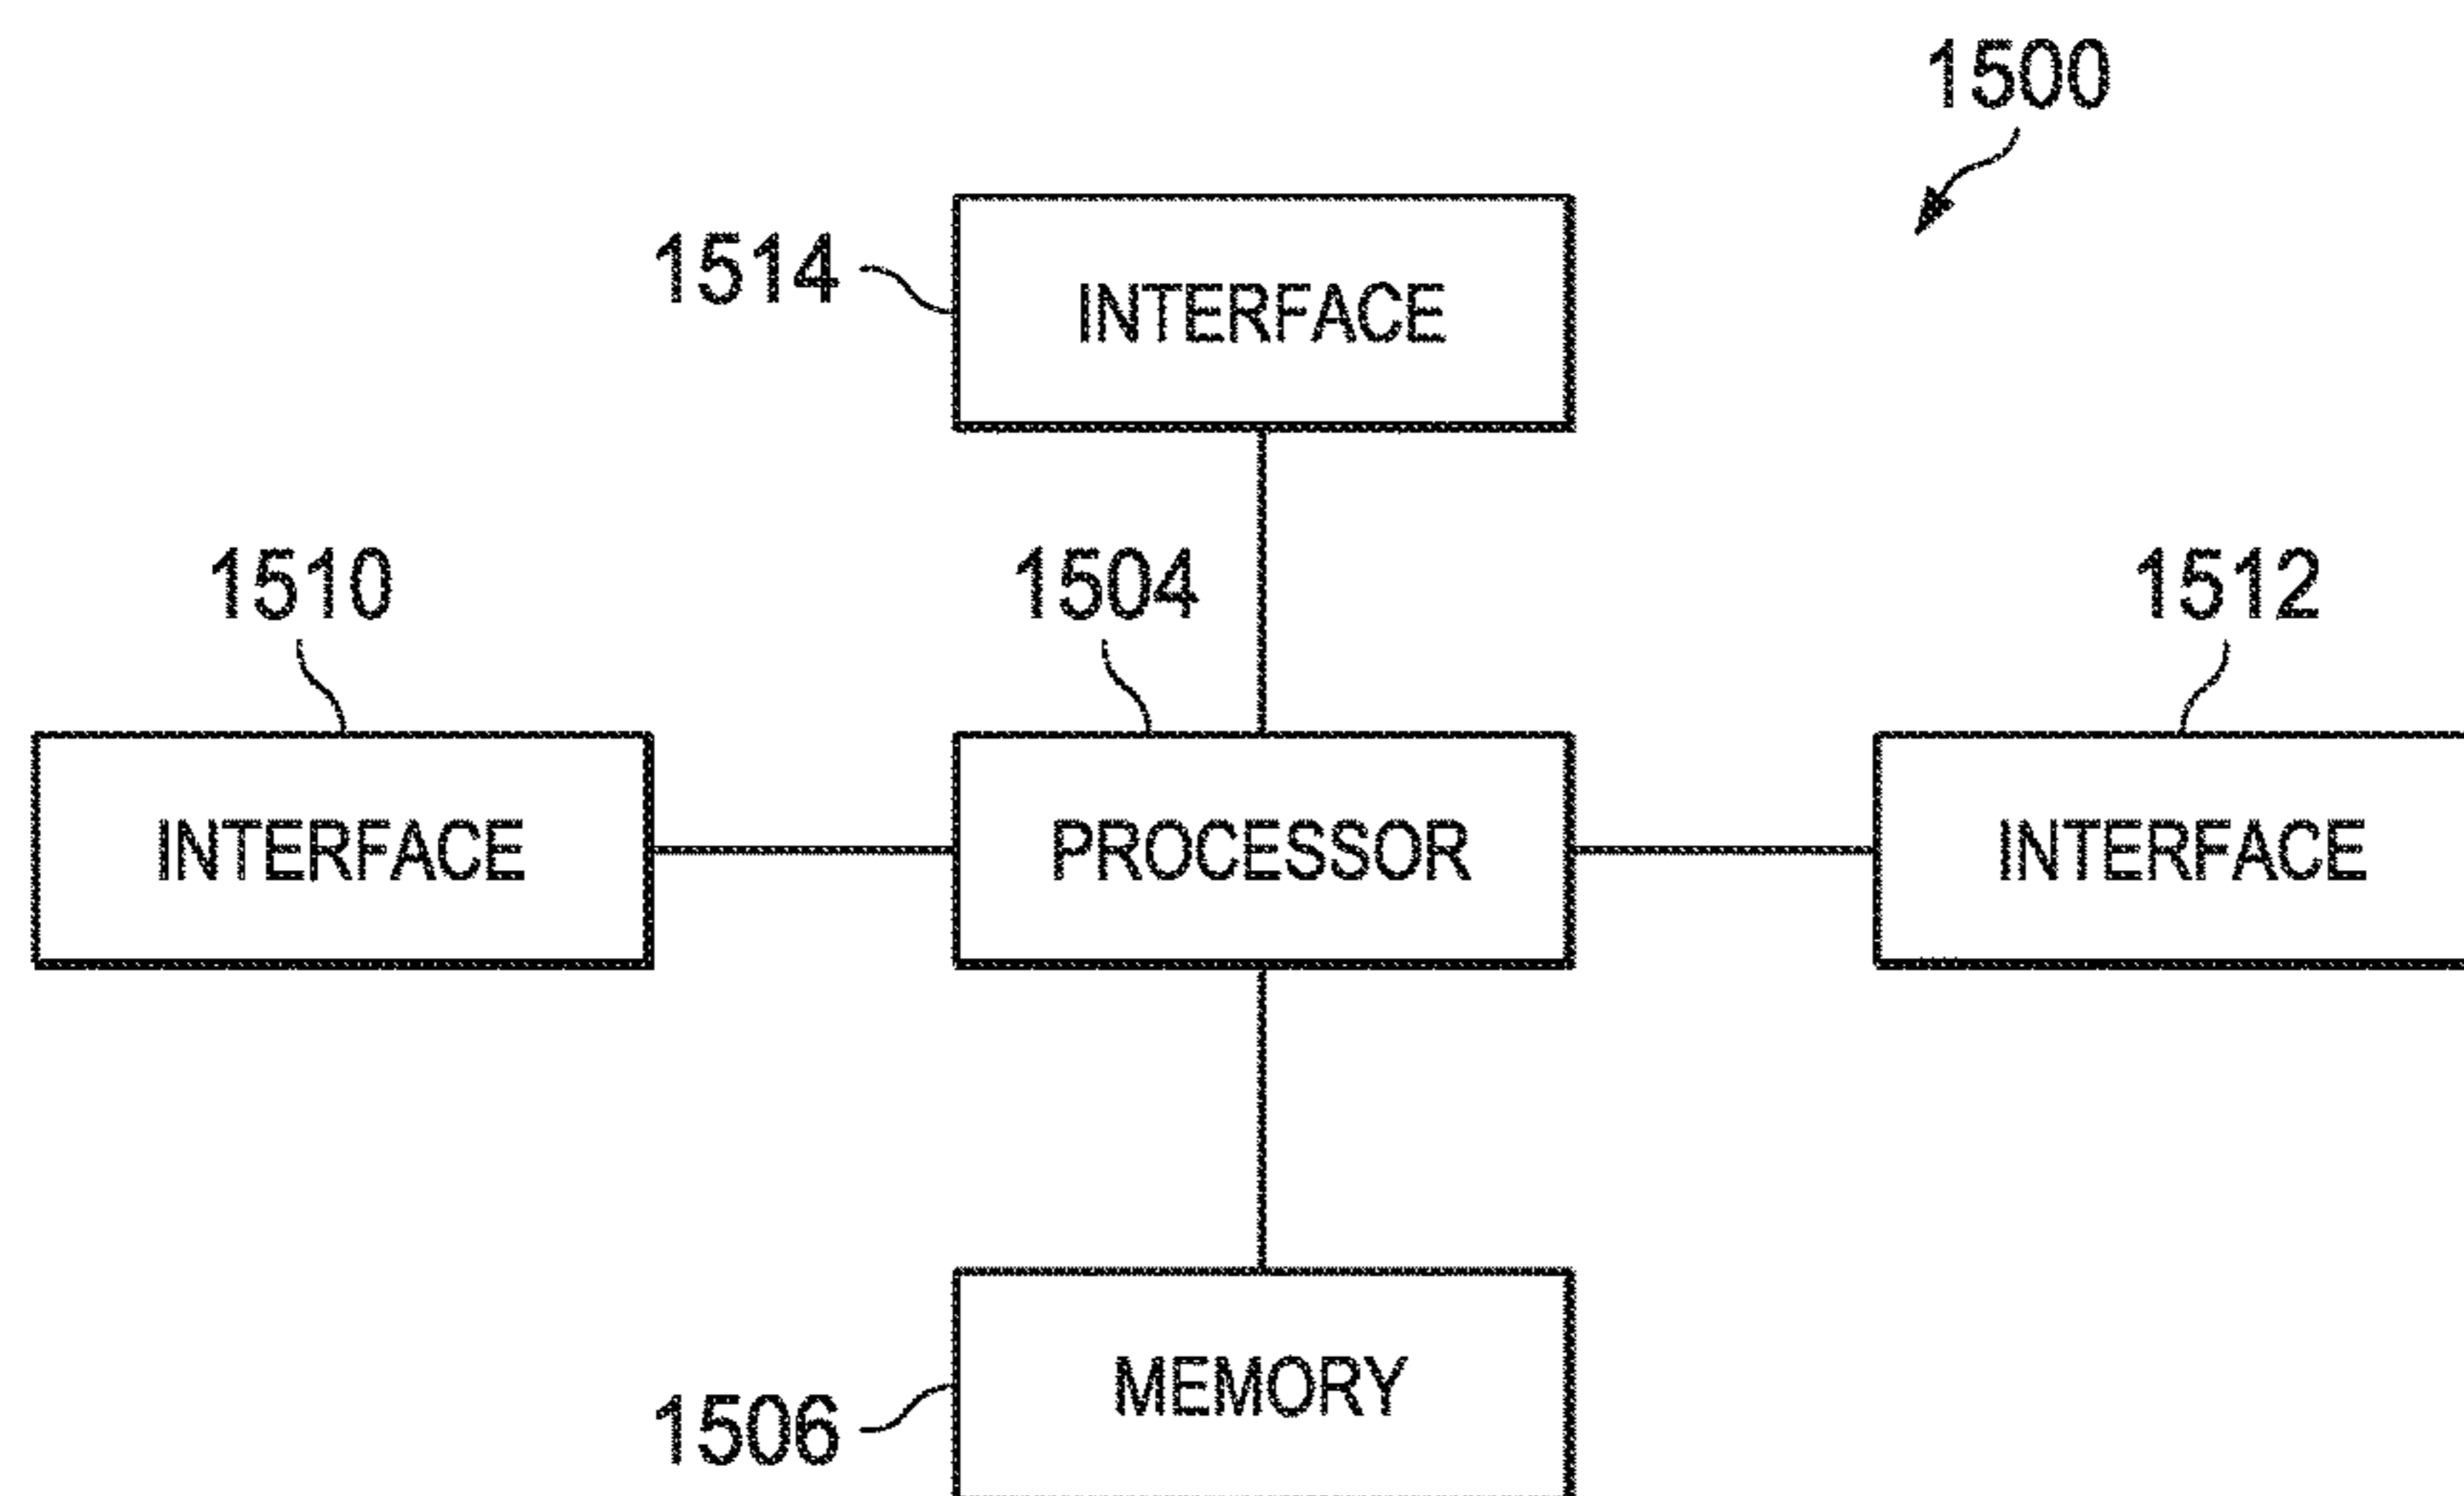 1500
1514
INTERFACE
1510
1504
1512
INTERFACE
PROCESSOR
INTERFACE
1506
MEMORY